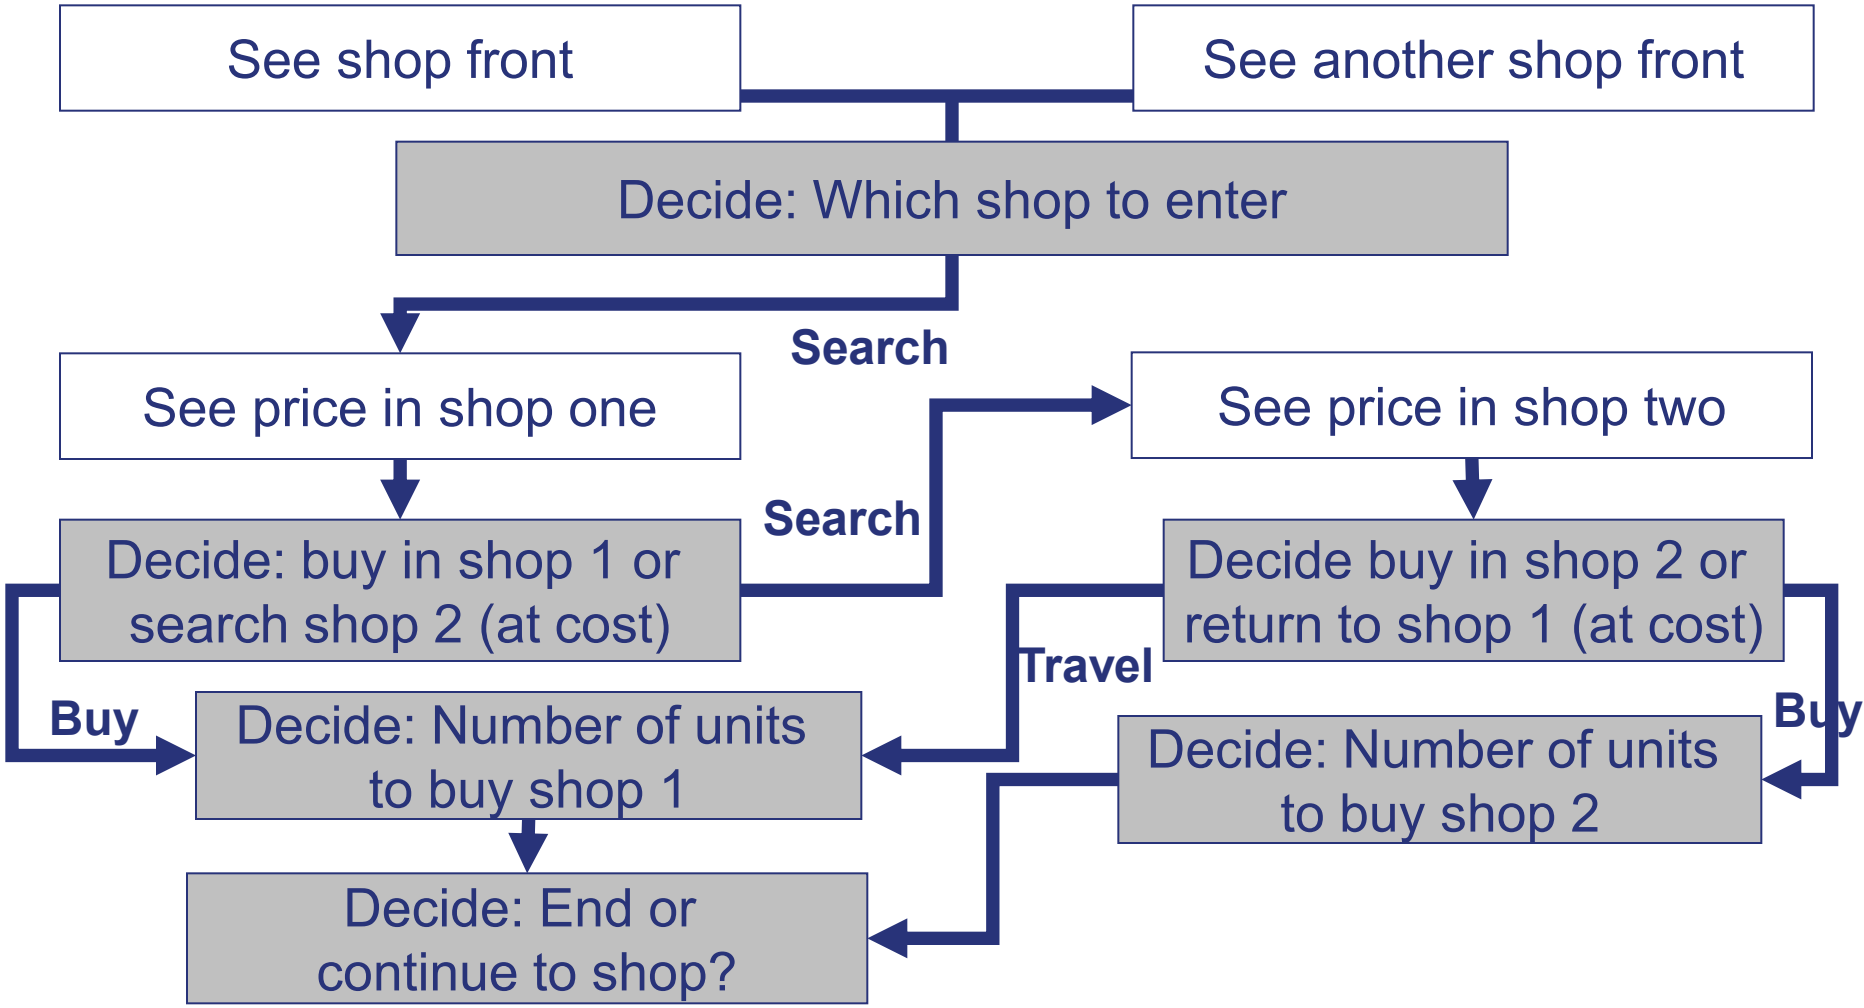 See shop front
See another shop front
Decide: Which shop to enter
Search
See price in shop one
See price in shop two
Search
Decide: buy in shop 1 or
search shop 2 (at cost)
Decide buy in shop 2 or
return to shop 1 (at cost)
Travel
Buy
Buy
Decide: Number of units
to buy shop 1
Decide: Number of units
to buy shop 2
Decide: End or
continue to shop?